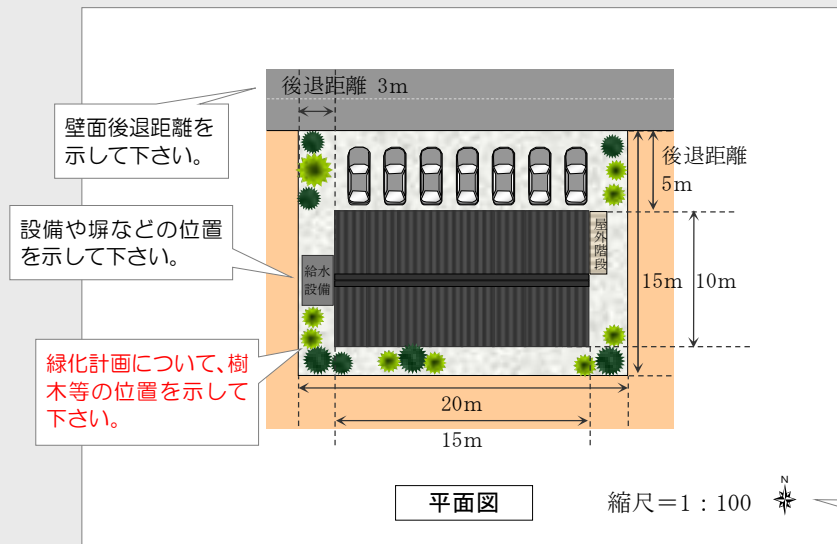 後退距離 3m
壁面後退距離を
示して下さい。
後退距離
5m
設備や塀などの位置
を示して下さい。
屋外階段
給水
設備
15m
10m
緑化計画について、樹
木等の位置を示して
下さい。
20m
15m
平面図
縮尺＝1：100
N